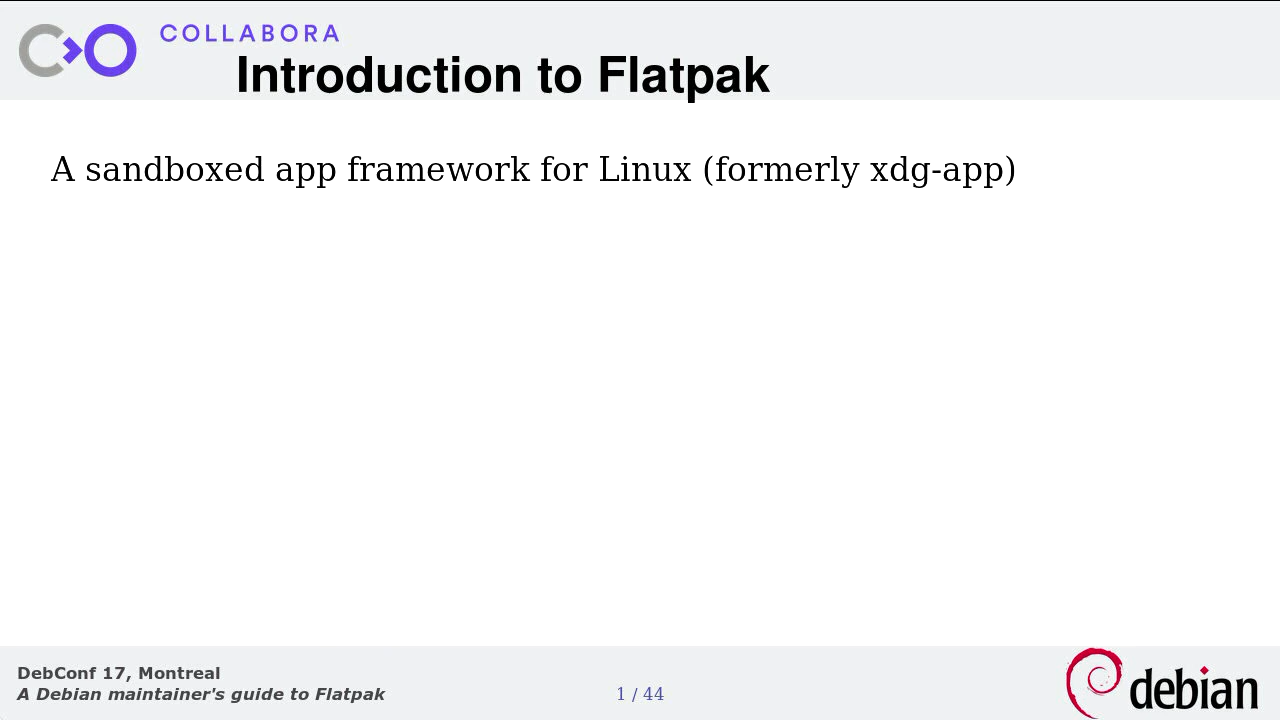 COLLABORA
Introduction to Flatpak
A sandboxed app framework for Linux (formerly xdg-app)
DebConf 17, Montreal
A Debian maintainer's guide to Flatpak
1 / 44
debian